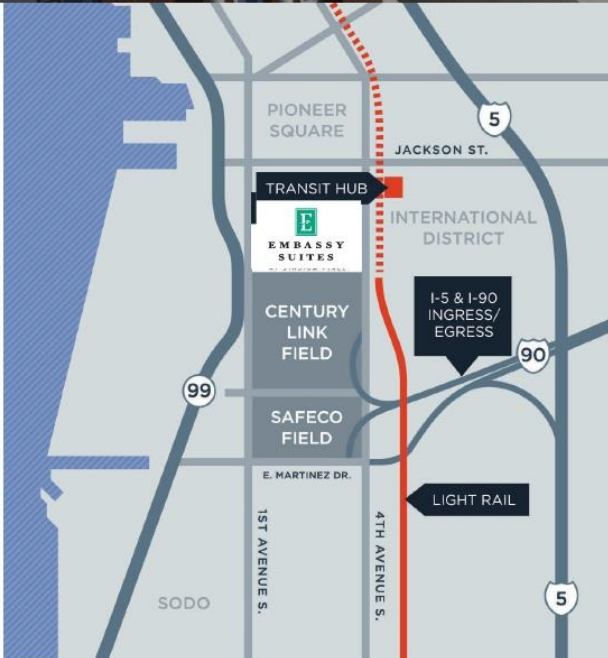 5
PIONEER
SQUARE
JACKSON ST.
TRANSIT HUB
E
EMBASSY
SUITES
INTERNATIONAL
DISTRICT
I-5 & I-90
INGRESS/
EGRESS
CENTURY
LINK
FIELD
90
99
SAFECO
FIELD
E. MARTINEZ DR.
LIGHT RAIL
1ST AVENUE S.
4TH AVENUE S.
SODO
5